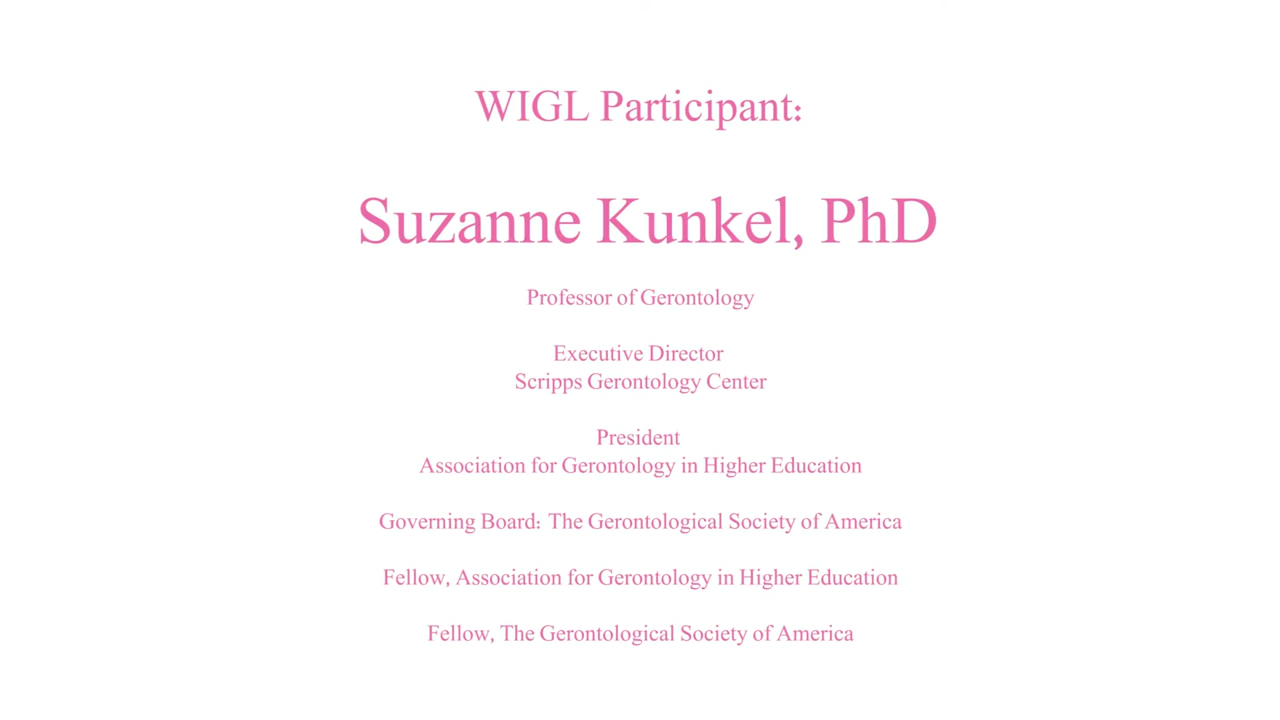 WIGL Participant:
Suzanne Kunkel, PhD
Professor of Gerontology
Executive Director
Scripps Gerontology Center
President
Association for Gerontology in Higher Education
Governing Board: The Gerontological Society of America
Fellow, Association for Gerontology in Higher Education
Fellow, The Gerontological Society of America